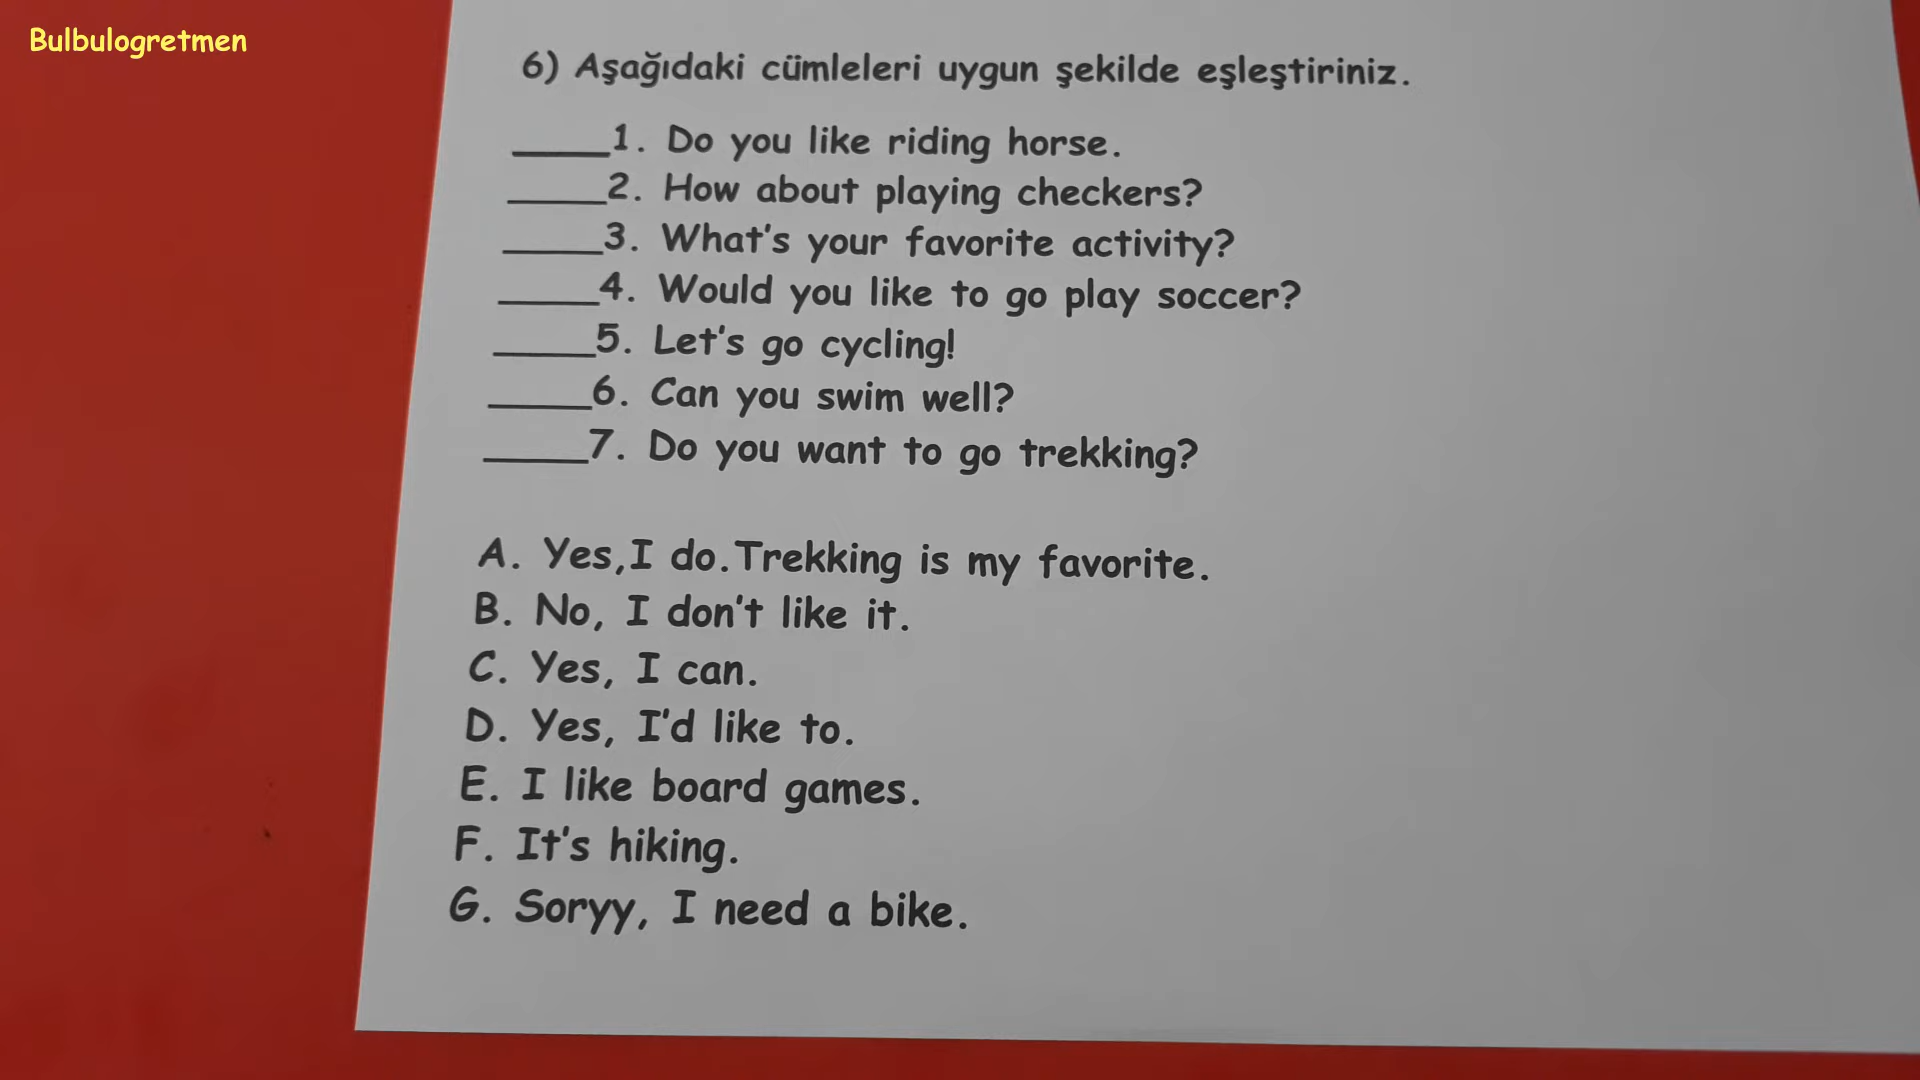 Bulbulogretmen
6) Aşağıdaki cümleleri uygun şekilde eşleştiriniz.
_____1. Do you like riding horse.
_____2. How about playing checkers?
_____3. What's your favorite activity?
_____4. Would you like to go play soccer?
_____5. Let's go cycling!
_____6. Can you swim well?
_____7. Do you want to go trekking?
A. Yes,I do.Trekking is my favorite.
B. No, I don't like it.
C. Yes, I can.
D. Yes, I'd like to.
E. I like board games.
F. It's hiking.
G. Soryy, I need a bike.